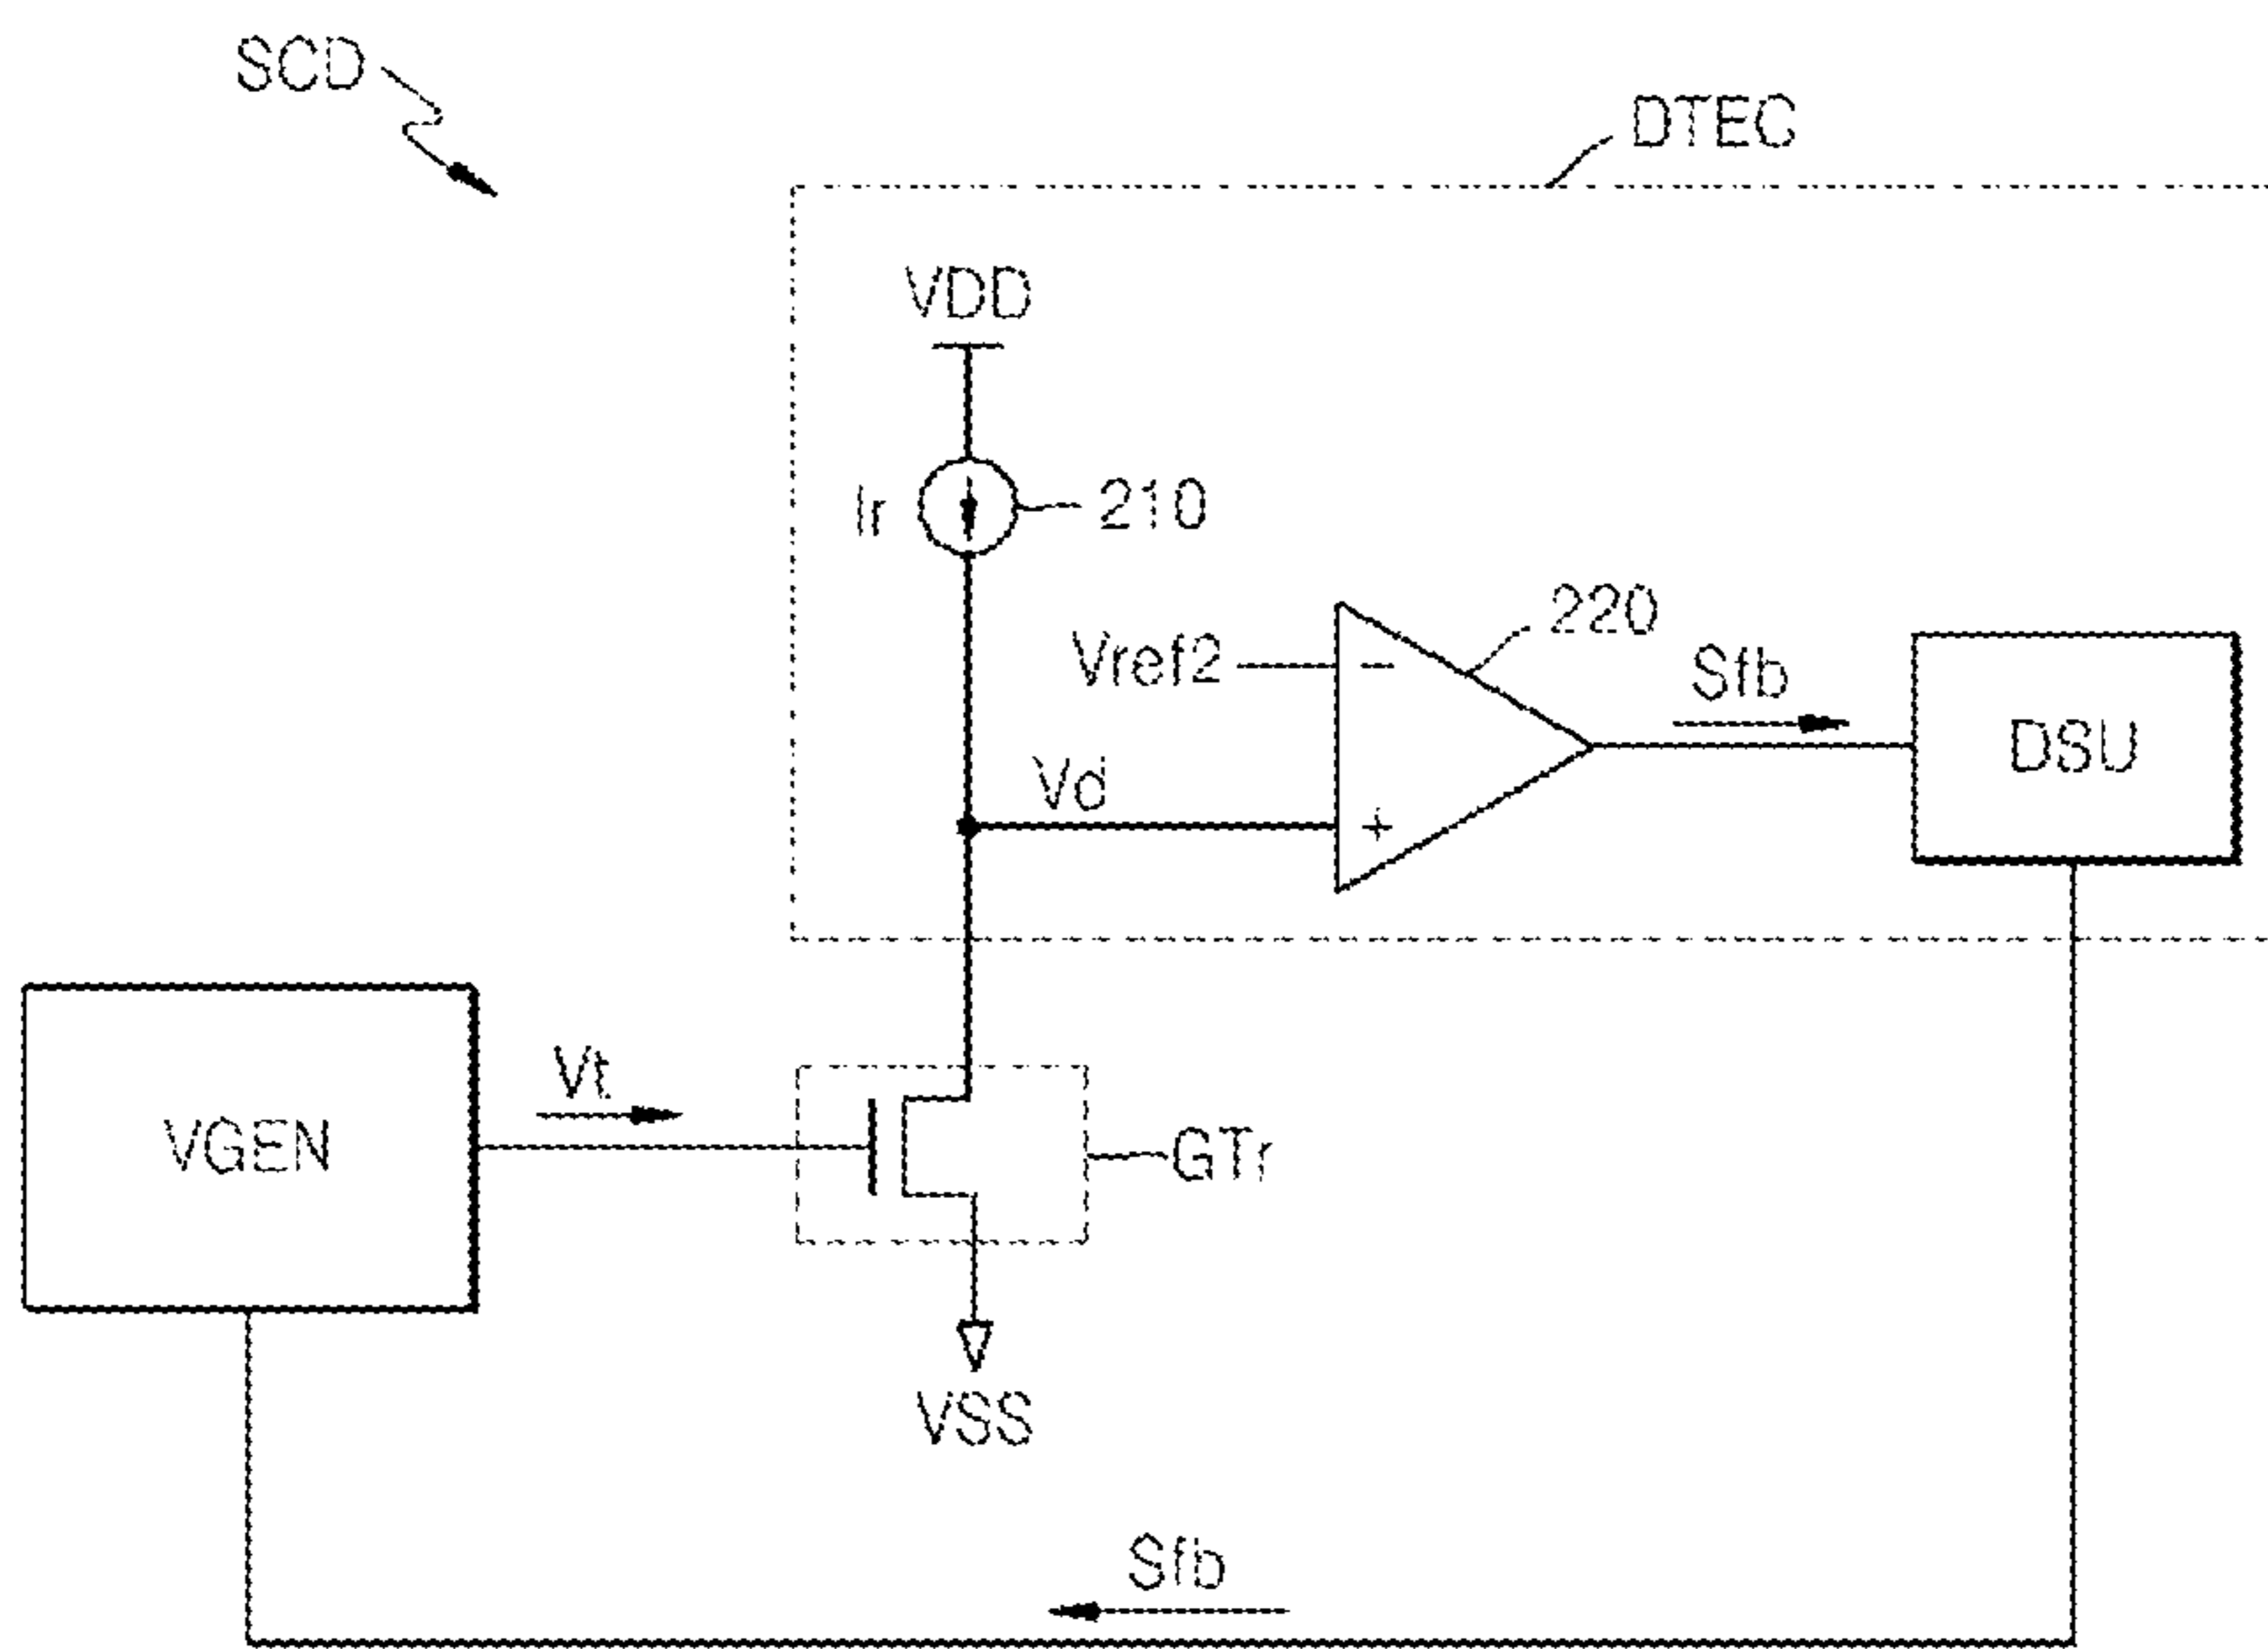 SCD
DTEC
VDD
Ir
210
220
Vref2
-
Sfb
DSU
Vd
+
Vt
VGEN
GTr
VSS
Sfb